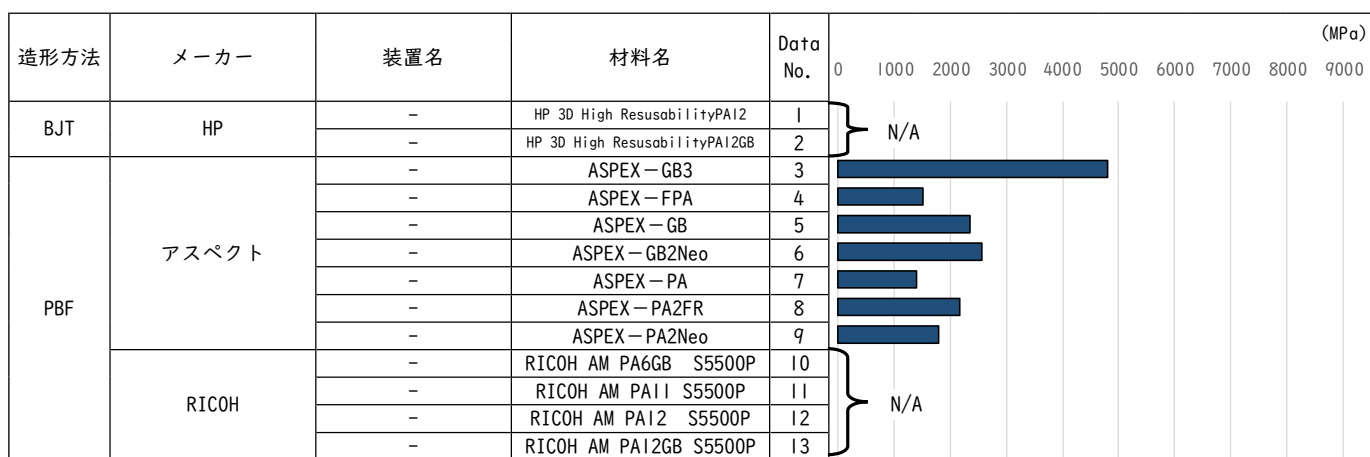 (MPa)
造形方法 メーカー 装置名 材料名 Data No. 0 1000 2000 3000 4000 5000 6000 7000 8000 9000
BJT HP - HP 3D High ResusabilityPA12 1 N/A
- HP 3D High ResusabilityPA12GB 2
PBF アスペクト - ASPEX-GB3 3
- ASPEX-FPA 4
- ASPEX-GB 5
- ASPEX-GB2Neo 6
- ASPEX-PA 7
- ASPEX-PA2FR 8
- ASPEX-PA2Neo 9
RICOH - RICOH AM PA6GB S5500P 10 N/A
- RICOH AM PA11 S5500P 11
- RICOH AM PA12 S5500P 12
- RICOH AM PA12GB S5500P 13